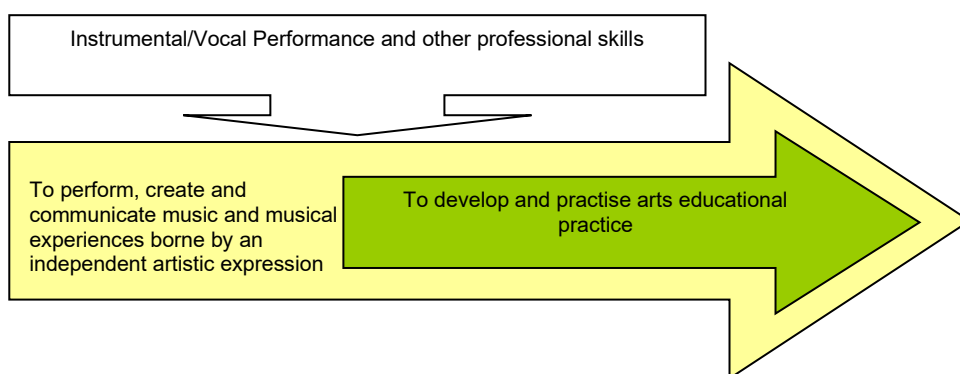 Instrumental/Vocal Performance and other professional skills
To perform, create and
communicate music and musical
experiences borne by an
independent artistic expression
To develop and practise arts educational
practice